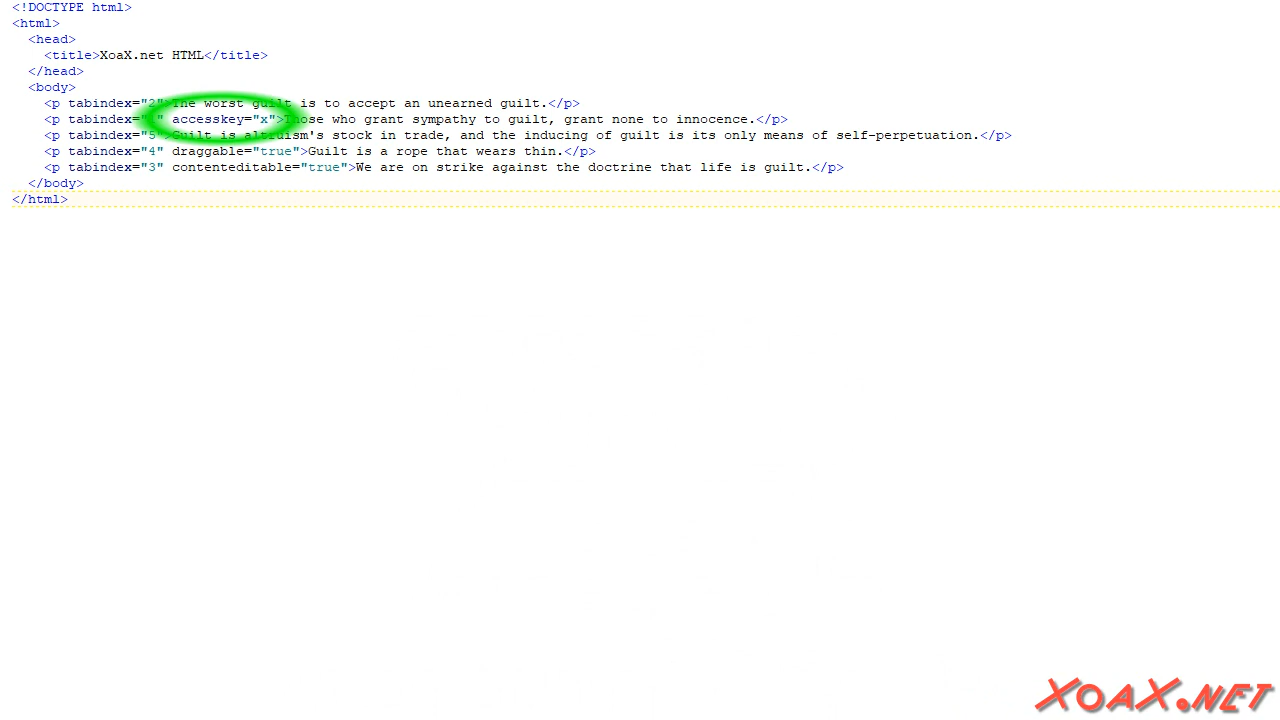 <!DOCTYPE html>
<html>
<head>
<title>XoaX.net HTML</title>
</head>
<body>
<p tabindex="2">The worst guilt is to accept an unearned guilt.</p>
<p tabindex=" " accesskey="x">Those who grant sympathy to guilt, grant none to innocence.</p>
<p tabindex="5">Guilt is altruism's stock in trade, and the inducing of guilt is its only means of self-perpetuation.</p>
<p tabindex="4" draggable="true">Guilt is a rope that wears thin.</p>
<p tabindex="3" contenteditable="true">We are on strike against the doctrine that life is guilt.</p>
</body>
</html>
XOAX.NET